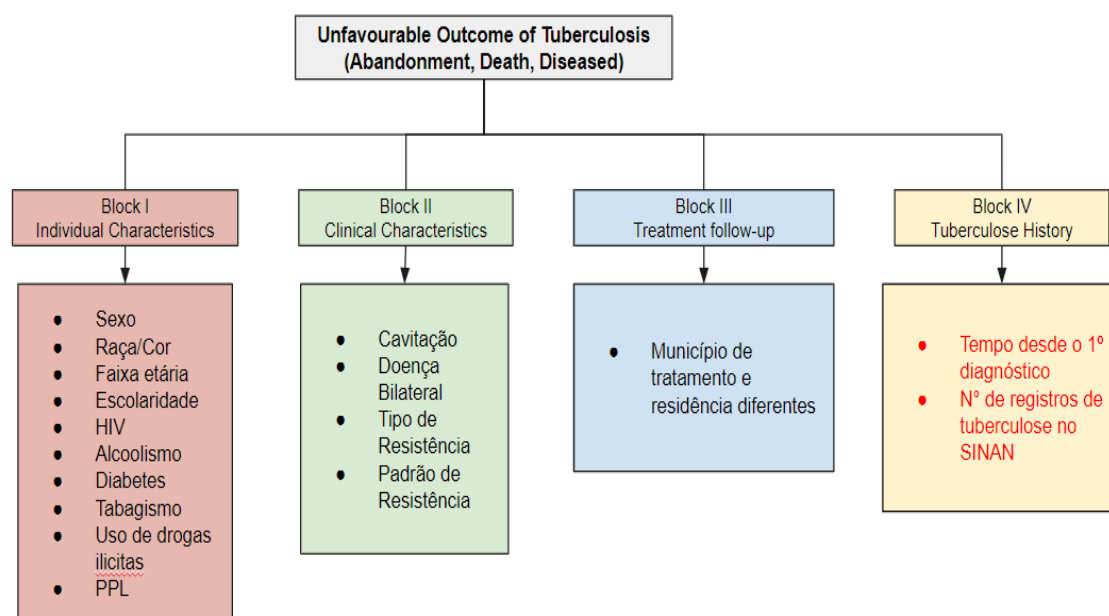 Unfavourable Outcome of Tuberculosis
(Abandonment, Death, Diseased)
Block I
Individual Characteristics
Block II
Clinical Characteristics
Block III
Treatment follow-up
Block IV
Tuberculose History
● Sexo
● Raça/Cor
● Faixa etária
● Escolaridade
● HIV
● Alcoolismo
● Diabetes
● Tabagismo
● Uso de drogas
ilicitas
● PPL
● Cavitação
● Doença
Bilateral
● Tipo de
Resistência
● Padrão de
Resistência
● Município de
tratamento e
residência diferentes
● Tempo desde o 1º
diagnóstico
● Nº de registros de
tuberculose no
SINAN